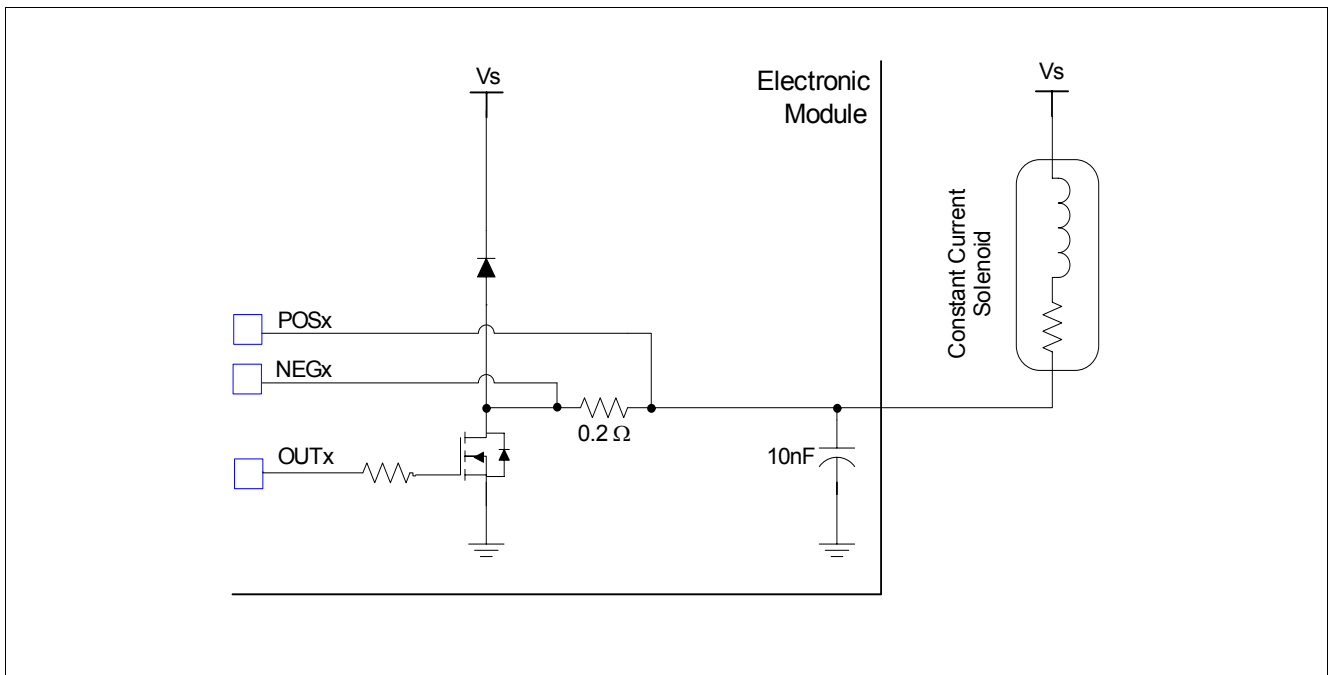 Vs
Electronic
Module
Vs
Constant Current
Solenoid
POSx
NEGx
0.2 Ω
OUTx
10nF